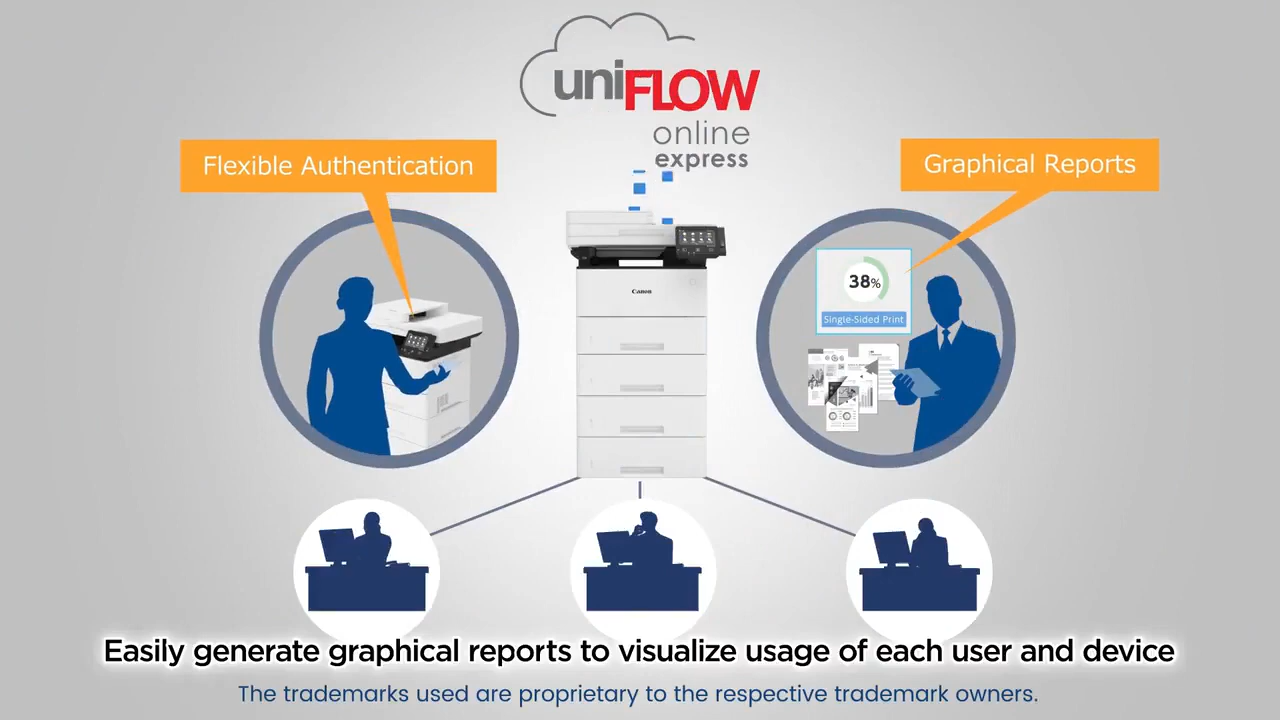 uniFLOW
online
express
Flexible Authentication
Graphical Reports
Canon
38%
Single-Sided Print
Easily generate graphical reports to visualize usage of each user and device
The trademarks used are proprietary to the respective trademark owners.